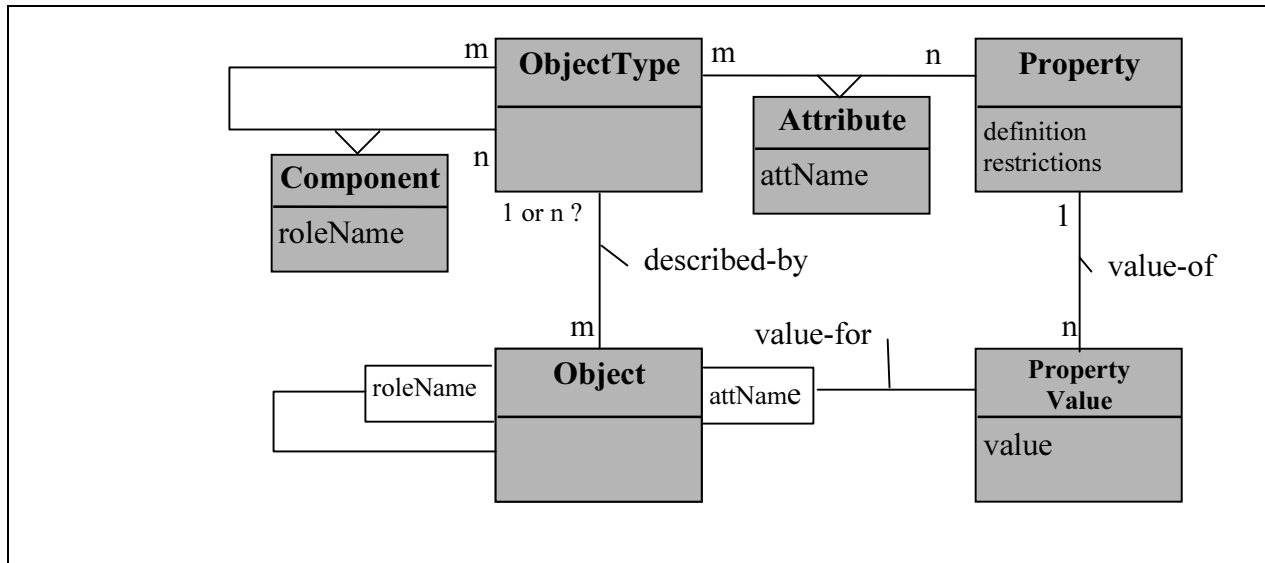 m
ObjectType
m
n
Property
Attribute
attName
definition
restrictions
n
Component
roleName
1 or n ?
1
described-by
value-of
m
value-for
n
Object
roleName
attName
Property
Value
value